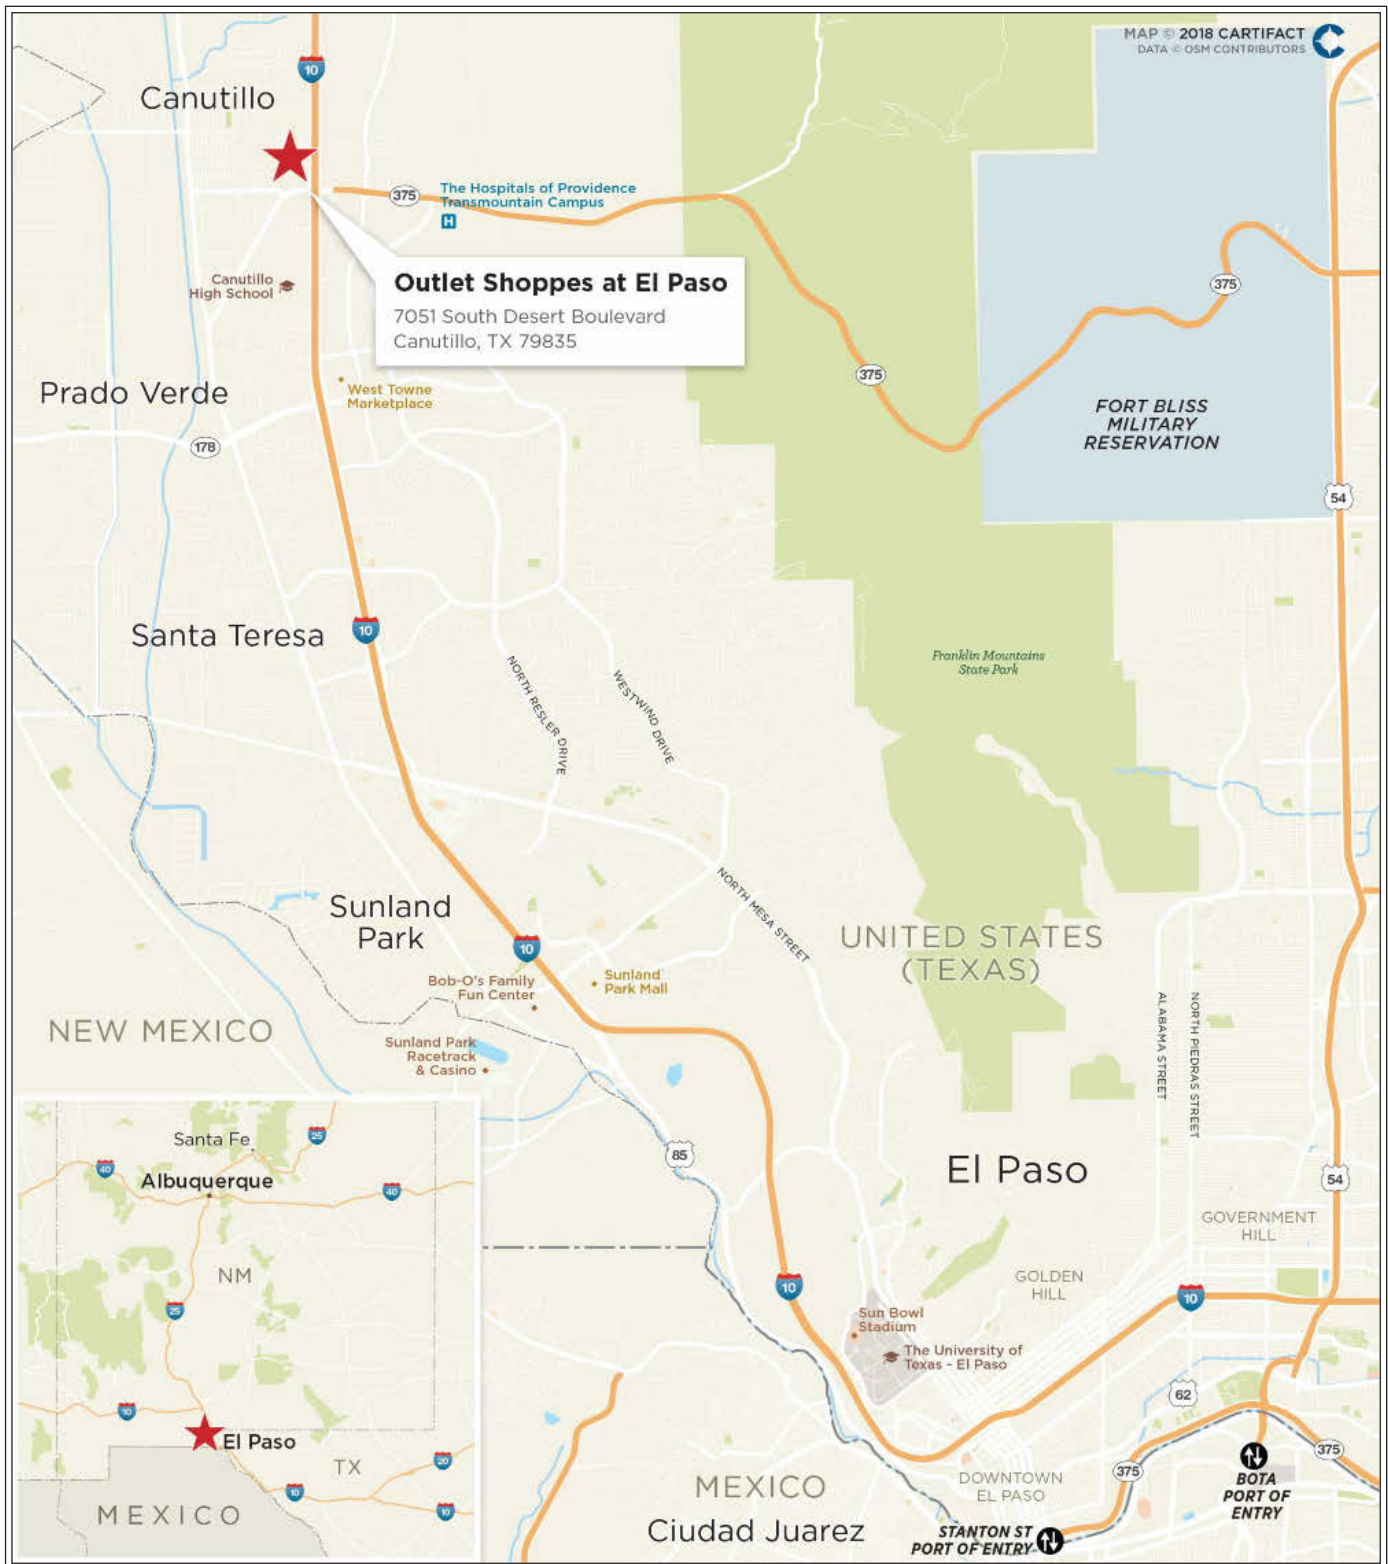 MAP © 2018 CARTIFACT
DATA © OSM CONTRIBUTORS
10
Canutillo
375
The Hospitals of Providence
Transmountain Campus
H
Outlet Shoppes at El Paso
7051 South Desert Boulevard
Canutillo, TX 79835
Canutillo
High School
375
375
Prado Verde
West Towne
Marketplace
178
FORT BLISS
MILITARY
RESERVATION
54
Santa Teresa
10
Franklin Mountains
State Park
NORTH RESLER DRIVE
WESTWIND DRIVE
NORTH MESA STREET
Sunland
Park
10
UNITED STATES
(TEXAS)
Bob-O's Family
Fun Center
Sunland
Park Mall
NEW MEXICO
Sunland Park
Racetrack
& Casino
ALABAMA STREET
NORTH PIEDRAS STREET
85
El Paso
54
GOVERNMENT
HILL
GOLDEN
HILL
10
10
Sun Bowl
Stadium
The University of
Texas - El Paso
62
375
375
BOTA
PORT OF
ENTRY
DOWNTOWN
EL PASO
MEXICO
Ciudad Juarez
STANTON ST
PORT OF ENTRY
Santa Fe
25
40
Albuquerque
40
NM
25
10
El Paso
TX
20
10
10
MEXICO